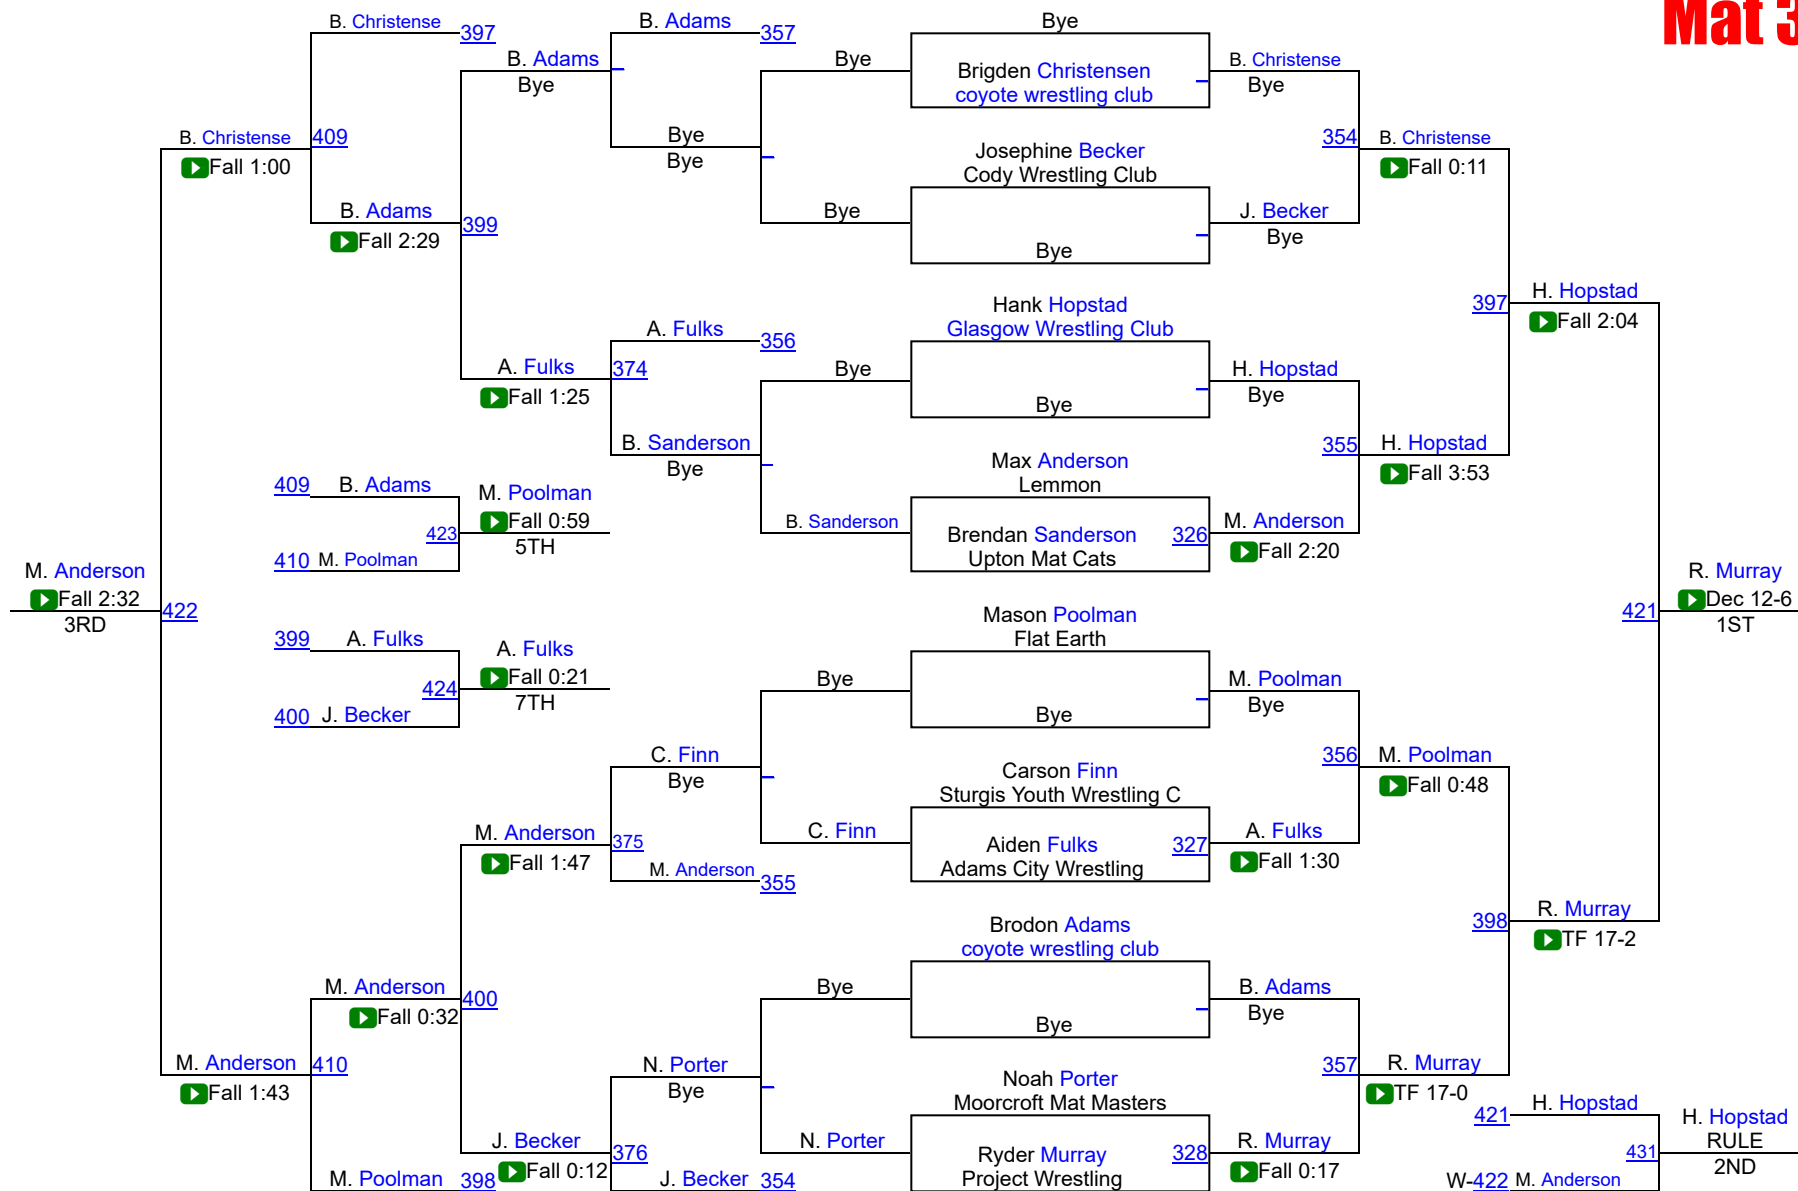 Mat 3
B. Christense 397
B. Adams 357
Bye
B. Adams
Bye
Bye
Brigden Christensen
coyote wrestling club
B. Christense
Bye
B. Christense 409
Fall 1:00
Bye
Bye
354 B. Christense
Fall 0:11
Josephine Becker
Cody Wrestling Club
B. Adams
Fall 2:29
399
Bye
J. Becker
Bye
Bye
Hank Hopstad
Glasgow Wrestling Club
397 H. Hopstad
Fall 2:04
A. Fulks 356
A. Fulks 374
Fall 1:25
Bye
H. Hopstad
Bye
Bye
B. Sanderson
Bye
355 H. Hopstad
Fall 3:53
Max Anderson
Lemmon
409 B. Adams
M. Poolman
Fall 0:59
5TH
423
410 M. Poolman
B. Sanderson
Brendan Sanderson 326
Upton Mat Cats
M. Anderson
Fall 2:20
M. Anderson
Fall 2:32
3RD
422
R. Murray
421 Dec 12-6
1ST
Mason Poolman
Flat Earth
399 A. Fulks
A. Fulks
Fall 0:21
7TH
424
400 J. Becker
Bye
M. Poolman
Bye
Bye
C. Finn
Bye
356 M. Poolman
Fall 0:48
Carson Finn
Sturgis Youth Wrestling C
M. Anderson
Fall 1:47
375
C. Finn
Aiden Fulks 327
Adams City Wrestling
A. Fulks
Fall 1:30
M. Anderson 355
Brodon Adams
coyote wrestling club
398 R. Murray
TF 17-2
M. Anderson
Fall 0:32
400
Bye
B. Adams
Bye
Bye
M. Anderson 410
Fall 1:43
N. Porter
Bye
357 R. Murray
TF 17-0
Noah Porter
Moorcroft Mat Masters
421 H. Hopstad
H. Hopstad
RULE
2ND
431
J. Becker
Fall 0:12
376
N. Porter
Ryder Murray 328
Project Wrestling
R. Murray
Fall 0:17
M. Poolman 398
J. Becker 354
W-422 M. Anderson